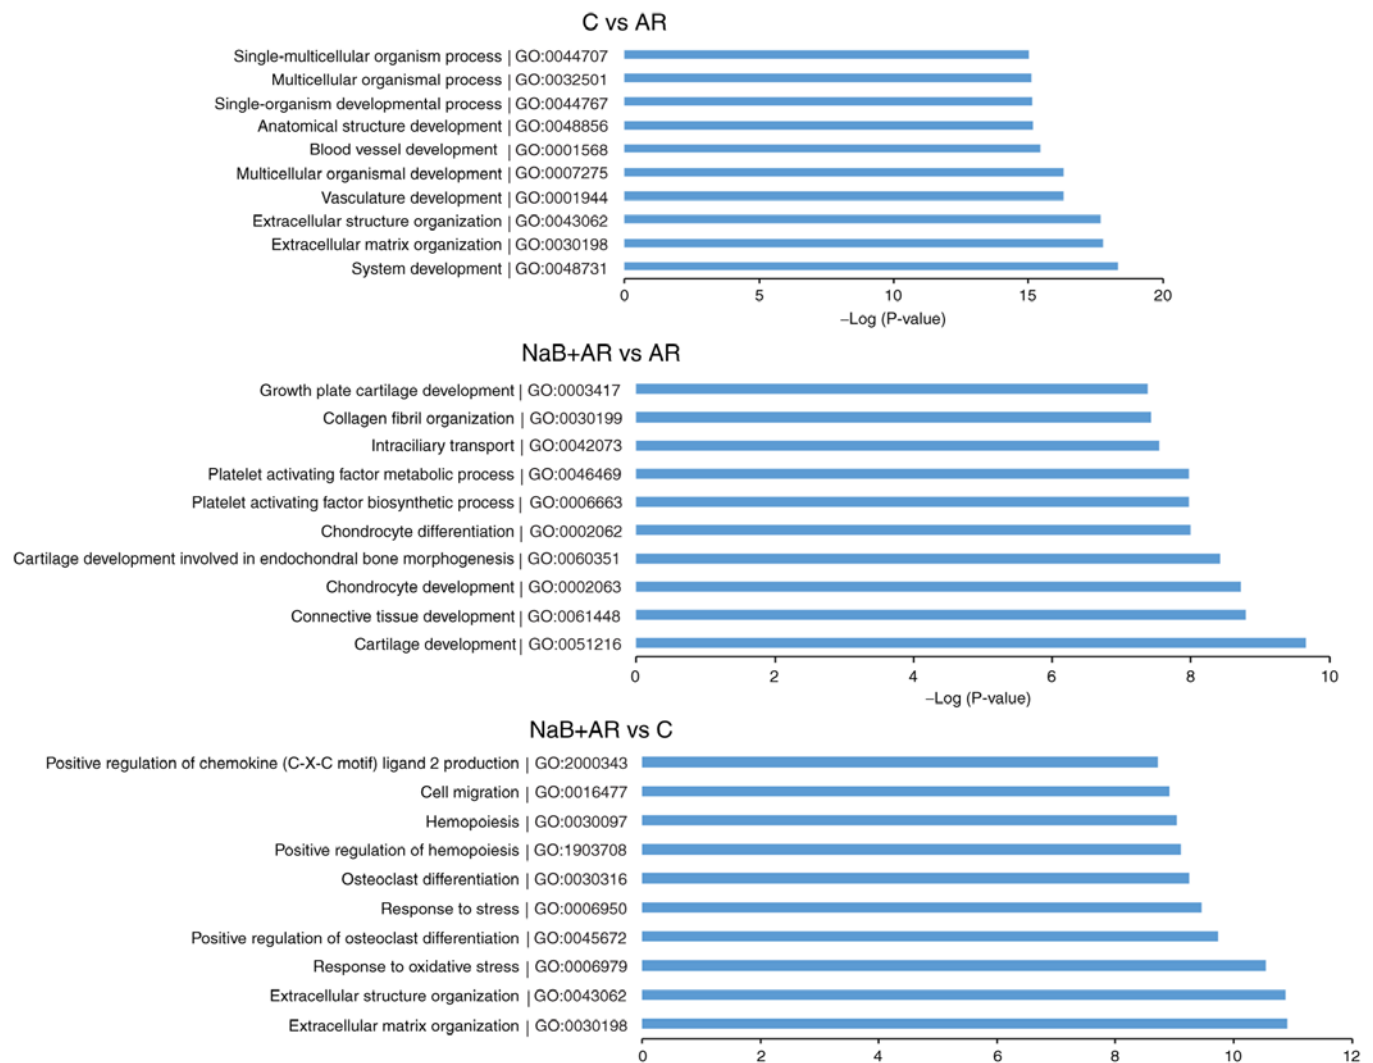 C vs AR
Single-multicellular organism process | GO:0044707
Multicellular organismal process | GO:0032501
Single-organism developmental process | GO:0044767
Anatomical structure development | GO:0048856
Blood vessel development | GO:0001568
Multicellular organismal development | GO:0007275
Vasculature development | GO:0001944
Extracellular structure organization | GO:0043062
Extracellular matrix organization | GO:0030198
System development | GO:0048731
0 5 10 15 20
–Log (P-value)
NaB+AR vs AR
Growth plate cartilage development | GO:0003417
Collagen fibril organization | GO:0030199
Intraciliary transport | GO:0042073
Platelet activating factor metabolic process | GO:0046469
Platelet activating factor biosynthetic process | GO:0006663
Chondrocyte differentiation | GO:0002062
Cartilage development involved in endochondral bone morphogenesis | GO:0060351
Chondrocyte development | GO:0002063
Connective tissue development | GO:0061448
Cartilage development | GO:0051216
0 2 4 6 8 10
–Log (P-value)
NaB+AR vs C
Positive regulation of chemokine (C-X-C motif) ligand 2 production | GO:2000343
Cell migration | GO:0016477
Hemopoiesis | GO:0030097
Positive regulation of hemopoiesis | GO:1903708
Osteoclast differentiation | GO:0030316
Response to stress | GO:0006950
Positive regulation of osteoclast differentiation | GO:0045672
Response to oxidative stress | GO:0006979
Extracellular structure organization | GO:0043062
Extracellular matrix organization | GO:0030198
0 2 4 6 8 10 12